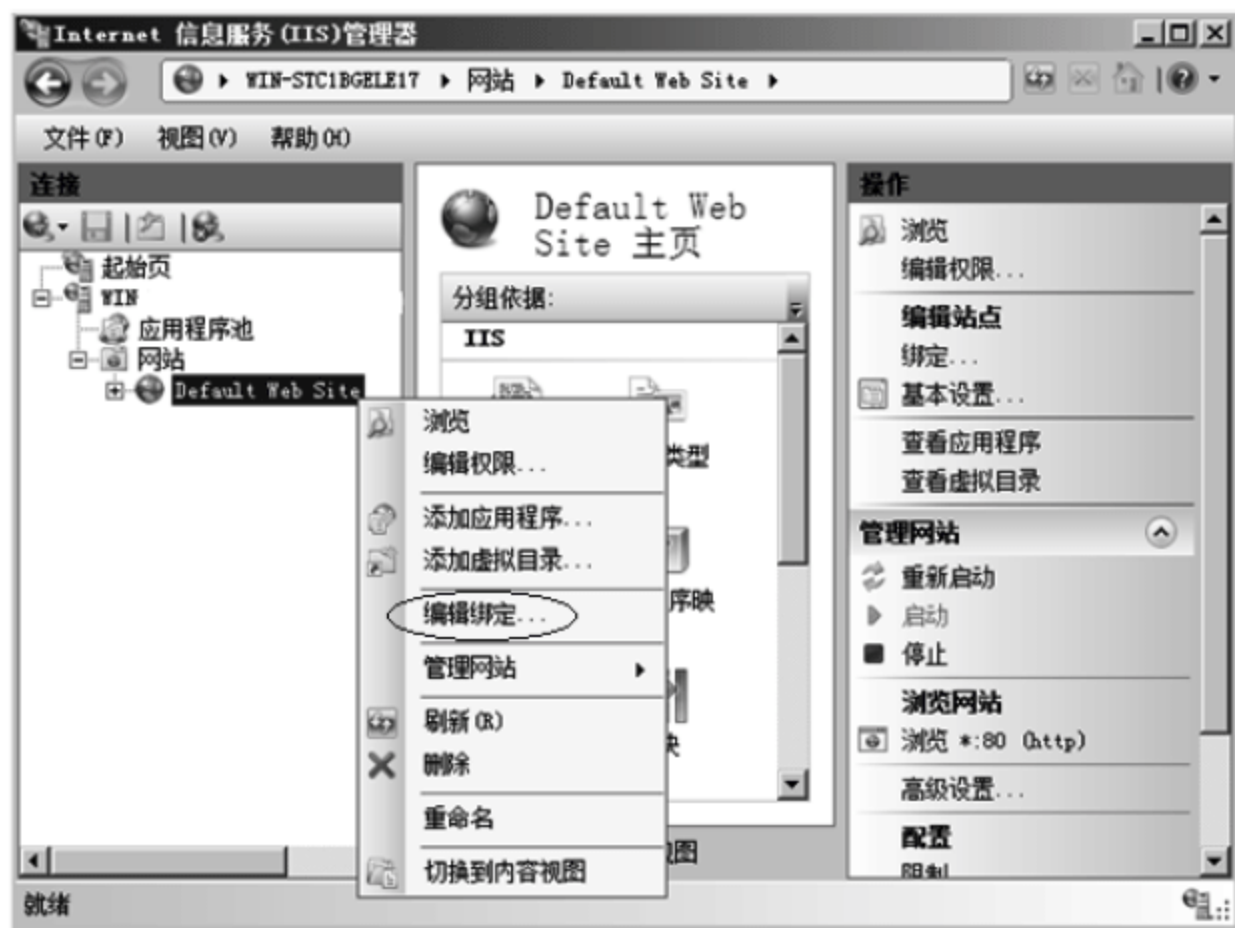 Internet 信息服务(IIS)管理器
WIN-STC1BGELE17 网站 Default Web Site
文件(F) 视图(V) 帮助(H)
连接
起始页
WIN
应用程序池
网站
Default Web Site
Default Web
Site 主页
分组依据:
IIS
类型
序映
浏览
编辑权限...
添加应用程序...
添加虚拟目录...
编辑绑定...
管理网站
刷新(R)
删除
重命名
切换到内容视图
操作
浏览
编辑权限...
编辑站点
绑定...
基本设置...
查看应用程序
查看虚拟目录
管理网站
重新启动
启动
停止
浏览网站
浏览 *:80 (http)
高级设置...
配置
限制
就绪